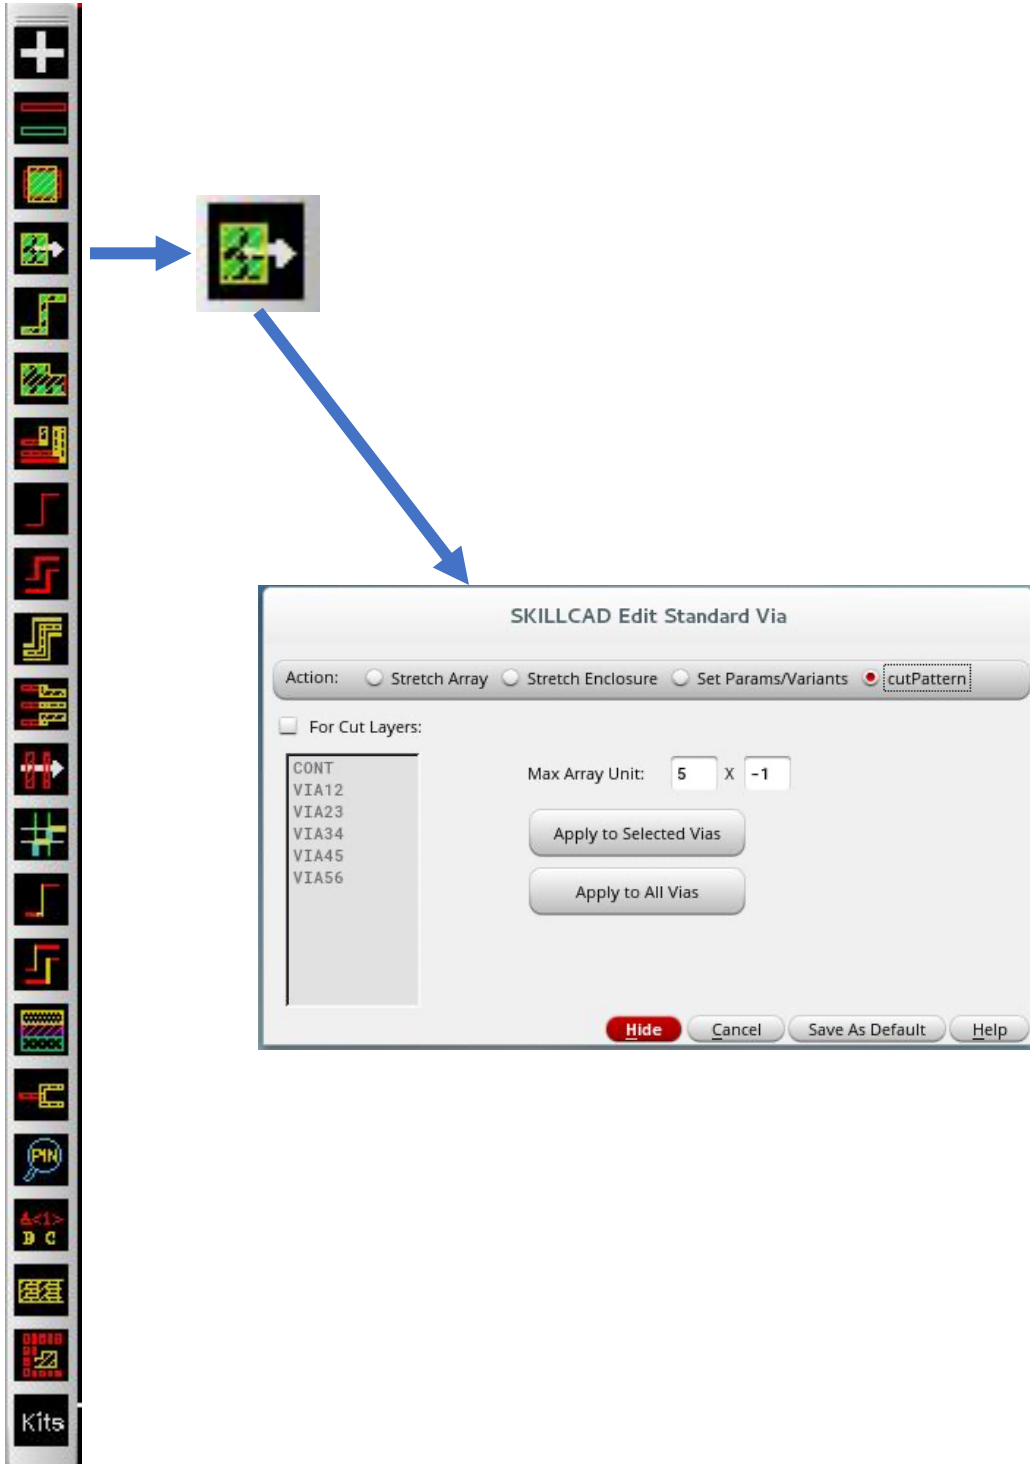 PIN
A<1>
B C
Kits
SKILLCAD Edit Standard Via
Action: Stretch Array Stretch Enclosure Set Params/Variants cutPattern
For Cut Layers:
CONT
VIA12
VIA23
VIA34
VIA45
VIA56
Max Array Unit: 5 X -1
Apply to Selected Vias
Apply to All Vias
Hide Cancel Save As Default Help